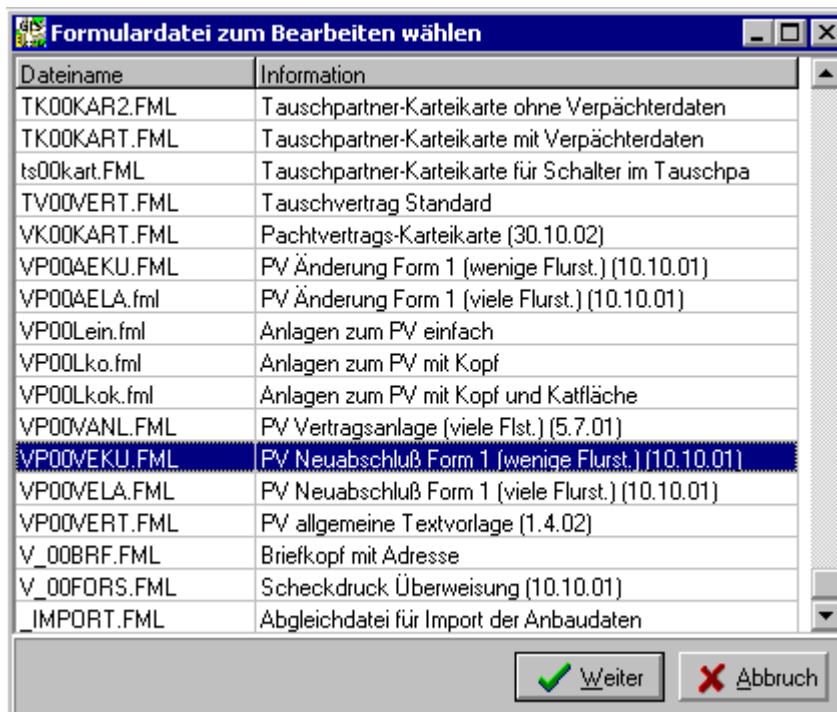 Formulardatei zum Bearbeiten wählen
Dateiname Information
TK00KAR2.FML Tauschpartner-Karteikarte ohne Verpächterdaten
TK00KART.FML Tauschpartner-Karteikarte mit Verpächterdaten
ts00kart.FML Tauschpartner-Karteikarte für Schalter im Tauschpa
TV00VERT.FML Tauschvertrag Standard
VK00KART.FML Pachtvertrags-Karteikarte (30.10.02)
VP00AEKU.FML PV Änderung Form 1 (wenige Flurst.) (10.10.01)
VP00AELA.fml PV Änderung Form 1 (viele Flurst.) (10.10.01)
VP00Lein.fml Anlagen zum PV einfach
VP00Lko.fml Anlagen zum PV mit Kopf
VP00Lkok.fml Anlagen zum PV mit Kopf und Katfläche
VP00VANL.FML PV Vertragsanlage (viele Flst.) (5.7.01)
VP00VEKU.FML PV Neuabschluß Form 1 (wenige Flurst.) (10.10.01)
VP00VELA.FML PV Neuabschluß Form 1 (viele Flurst.) (10.10.01)
VP00VERT.FML PV allgemeine Textvorlage (1.4.02)
V_00BRF.FML Briefkopf mit Adresse
V_00FORS.FML Scheckdruck Überweisung (10.10.01)
_IMPORT.FML Abgleichdatei für Import der Anbaudaten
Weiter Abbruch